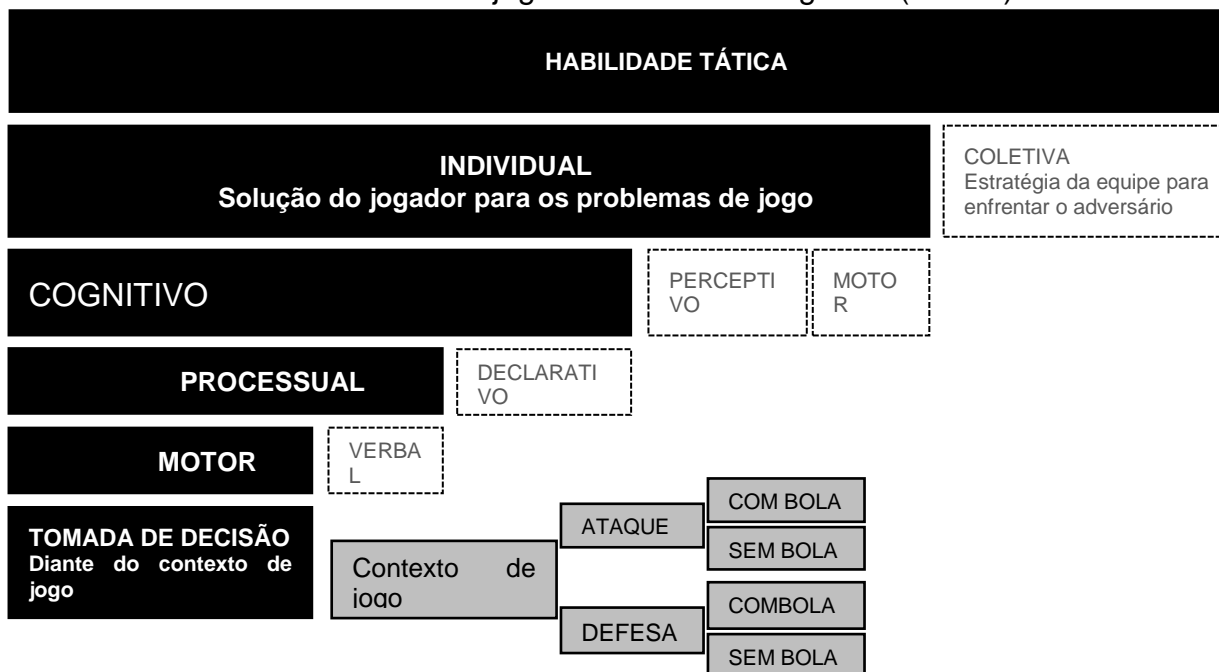 HABILIDADE TÁTICA
INDIVIDUAL
Solução do jogador para os problemas de jogo
COLETIVA
Estratégia da equipe para
enfrentar o adversário
COGNITIVO
PERCEPTI
VO
MOTO
R
PROCESSUAL
DECLARATI
VO
MOTOR
VERBA
L
TOMADA DE DECISÃO
Diante do contexto de
jogo
Contexto de
jogo
ATAQUE
COM BOLA
SEM BOLA
DEFESA
COMBOLA
SEM BOLA